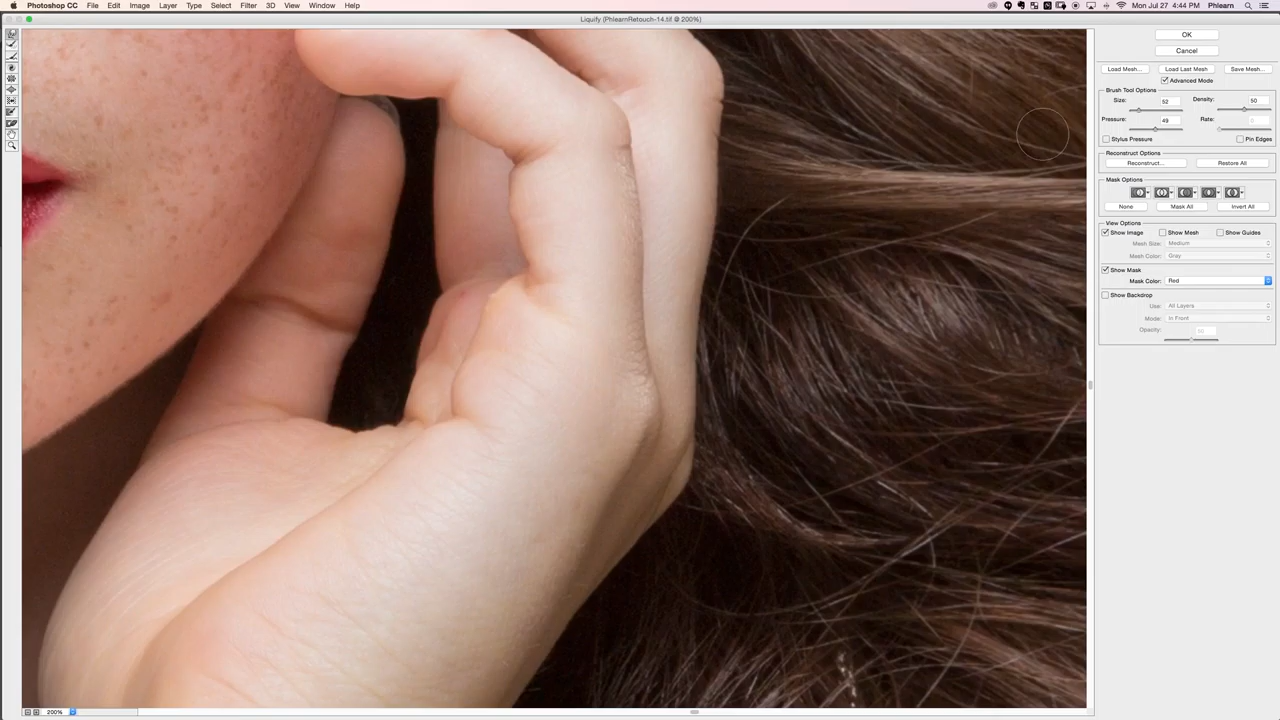 Photoshop CC File Edit Image Layer Type Select Filter 3D View Window Help Mon Jul 27 4:44 PM Phlearn
Liquify (PhlearnRetouch-14.tif @ 200%)
OK
Cancel
Load Mesh... Load Last Mesh Save Mesh...
Advanced Mode
Brush Tool Options
Size: 52 Density: 50
Pressure: 49 Rate:
Stylus Pressure Pin Edges
Reconstruct Options
Reconstruct... Restore All
Mask Options
None Mask All Invert All
View Options
Show Image Show Mesh Show Guides
Mesh Size: Medium
Mesh Color: Gray
Show Mask
Mask Color: Red
Show Backdrop
Use: All Layers
Mode: In Front
Opacity:
200%